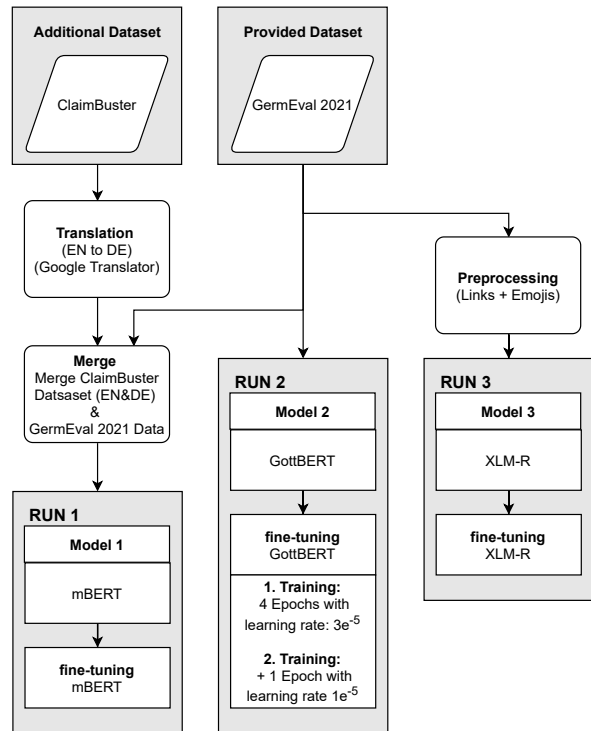 Additional Dataset
ClaimBuster
Provided Dataset
GermEval 2021
Translation
(EN to DE)
(Google Translator)
Preprocessing
(Links + Emojis)
Merge
Merge ClaimBuster
Datsaset (EN&DE)
&
GermEval 2021 Data
RUN 1
Model 1
mBERT
fine-tuning
mBERT
RUN 2
Model 2
GottBERT
fine-tuning
GottBERT
1. Training:
4 Epochs with
learning rate: 3e⁻⁵
2. Training:
+ 1 Epoch with
learning rate 1e⁻⁵
RUN 3
Model 3
XLM-R
fine-tuning
XLM-R